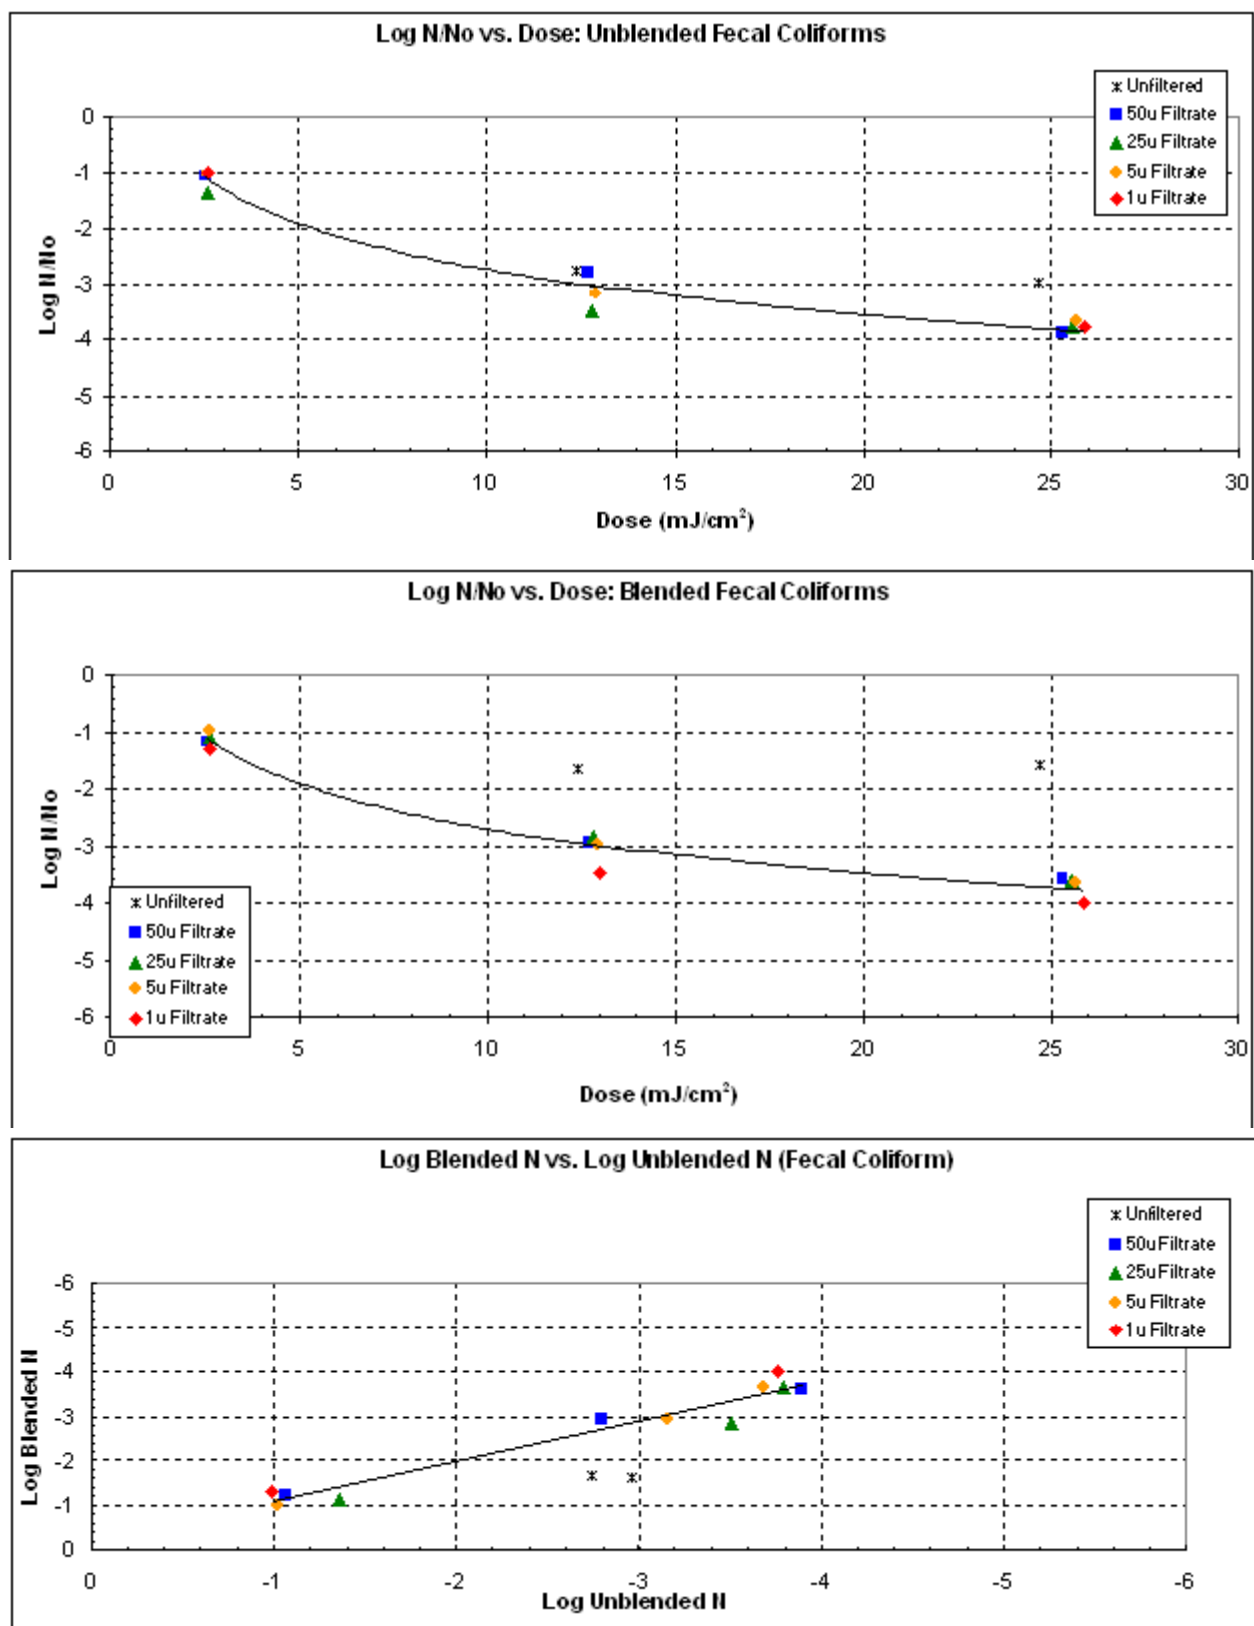 Log N/No vs. Dose: Unblended Fecal Coliforms
Unfiltered
50u Filtrate
25u Filtrate
5u Filtrate
1u Filtrate
0
-1
-2
-3
-4
-5
-6
Log N/No
0 5 10 15 20 25 30
Dose (mJ/cm²)
Log N/No vs. Dose: Blended Fecal Coliforms
0
-1
-2
-3
-4
-5
-6
Log N/No
Unfiltered
50u Filtrate
25u Filtrate
5u Filtrate
1u Filtrate
0 5 10 15 20 25 30
Dose (mJ/cm²)
Log Blended N vs. Log Unblended N (Fecal Coliform)
Unfiltered
50u Filtrate
25u Filtrate
5u Filtrate
1u Filtrate
-6
-5
-4
-3
-2
-1
0
Log Blended N
0 -1 -2 -3 -4 -5 -6
Log Unblended N